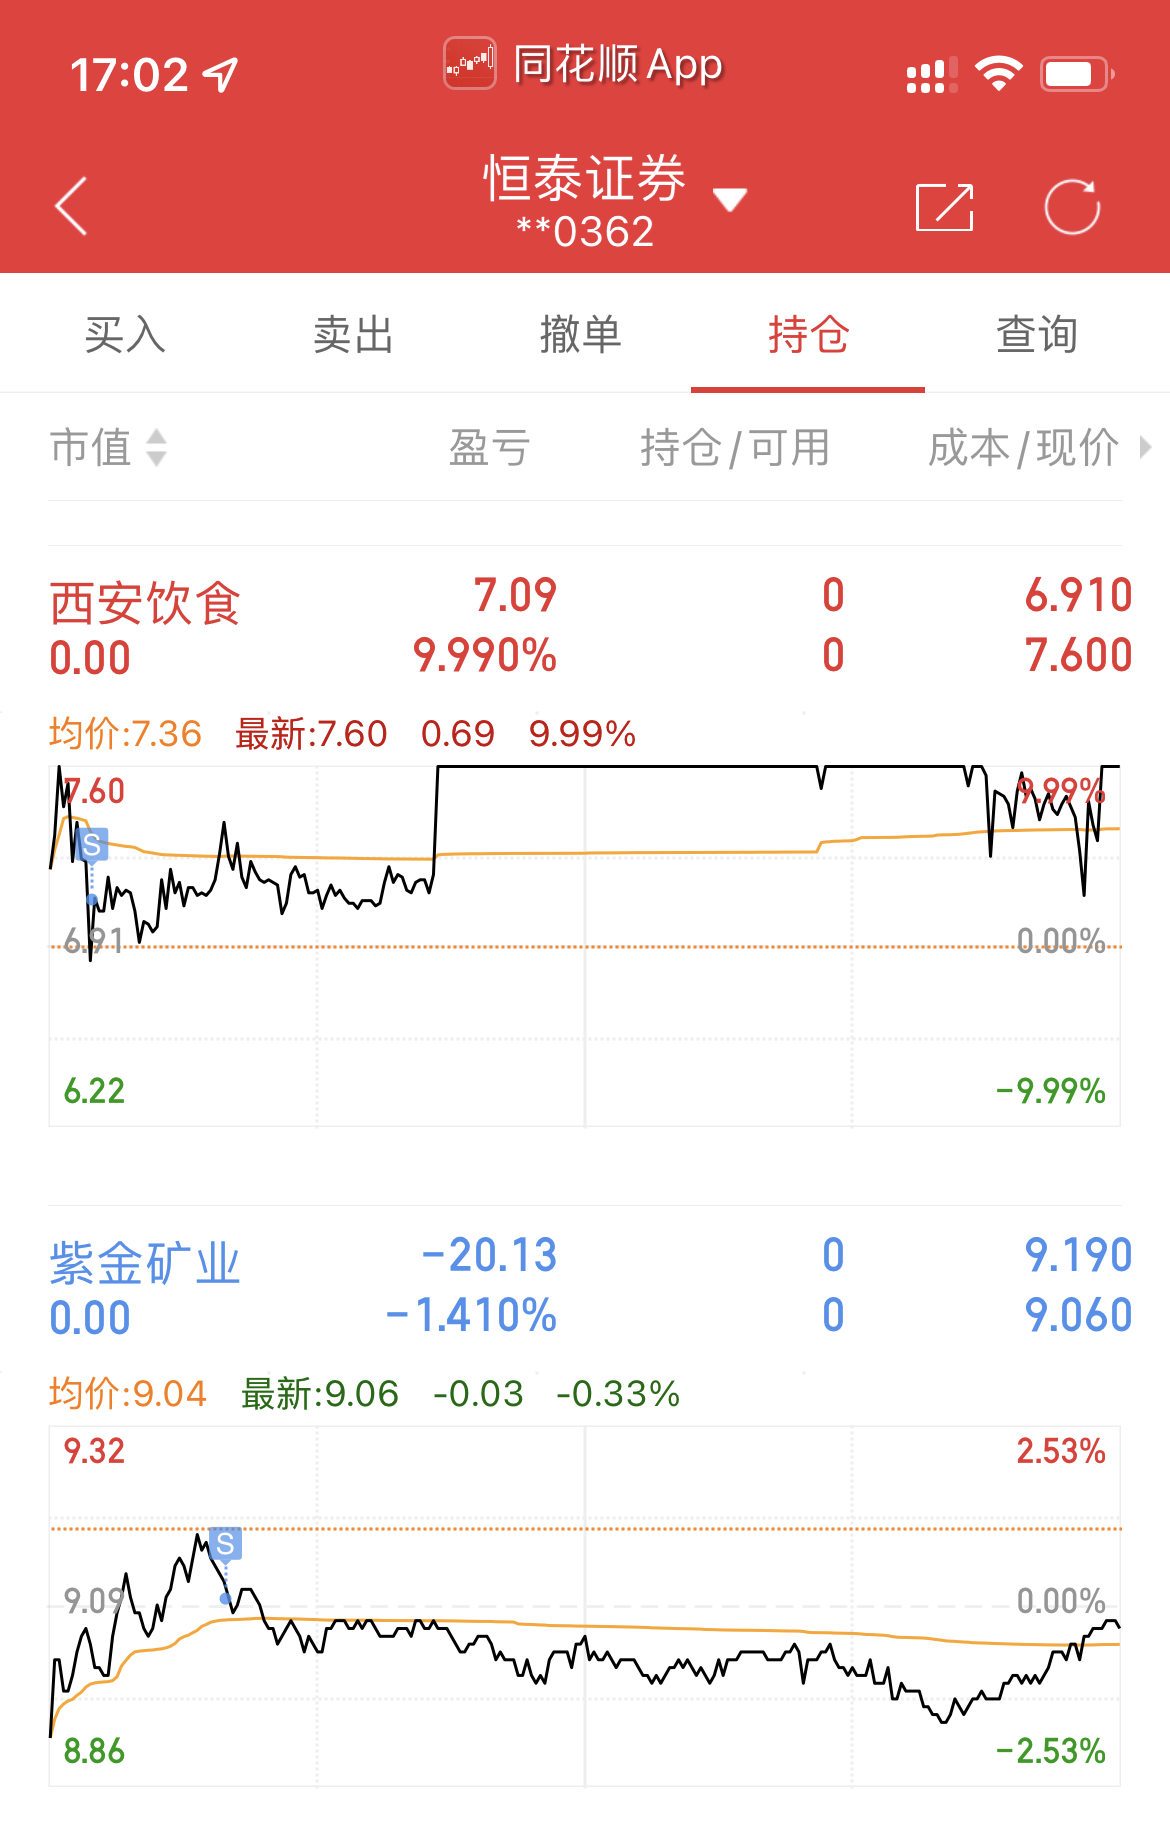 17:02 同花顺 App
恒泰证券
**0362
买入 卖出 撤单 持仓 查询
市值 盈亏 持仓/可用 成本/现价
西安饮食 7.09 0 6.910
0.00 9.990% 0 7.600
均价:7.36 最新:7.60 0.69 9.99%
7.60 9.99%
S
6.91 0.00%
6.22 -9.99%
紫金矿业 -20.13 0 9.190
0.00 -1.410% 0 9.060
均价:9.04 最新:9.06 -0.03 -0.33%
9.32 2.53%
S
9.09 0.00%
8.86 -2.53%